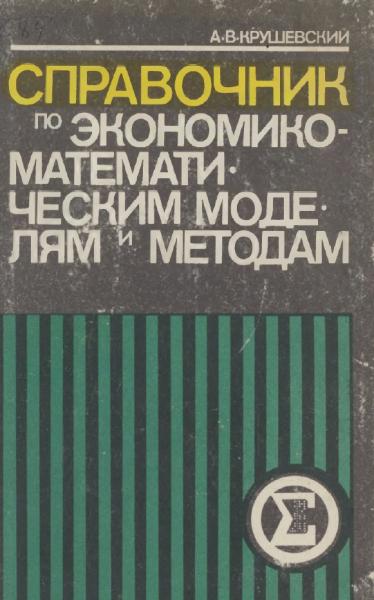 А·В·КРУШЕВСКИЙ
СПРАВОЧНИК
ПО ЭКОНОМИКО-
МАТЕМАТИ·
ЧЕСКИМ МОДЕ·
ЛЯМ И МЕТОДАМ
Σ